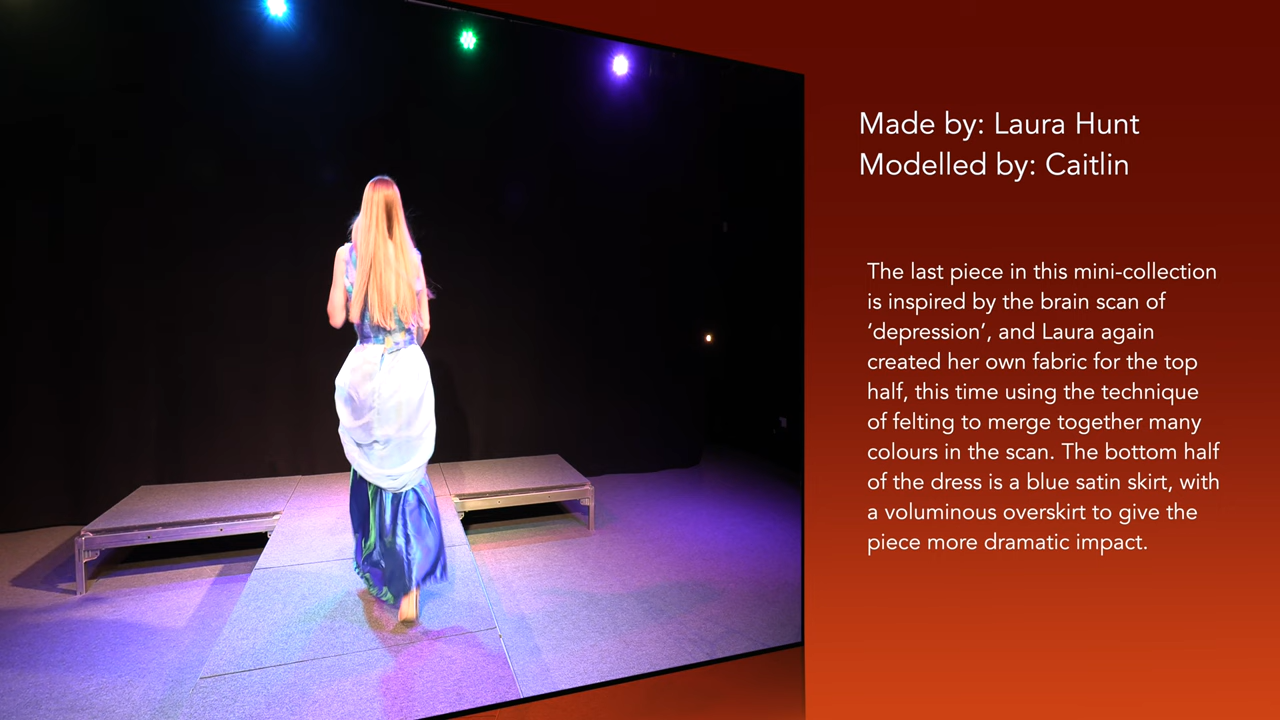 Made by: Laura Hunt
Modelled by: Caitlin
The last piece in this mini-collection
is inspired by the brain scan of
‘depression’, and Laura again
created her own fabric for the top
half, this time using the technique
of felting to merge together many
colours in the scan. The bottom half
of the dress is a blue satin skirt, with
a voluminous overskirt to give the
piece more dramatic impact.